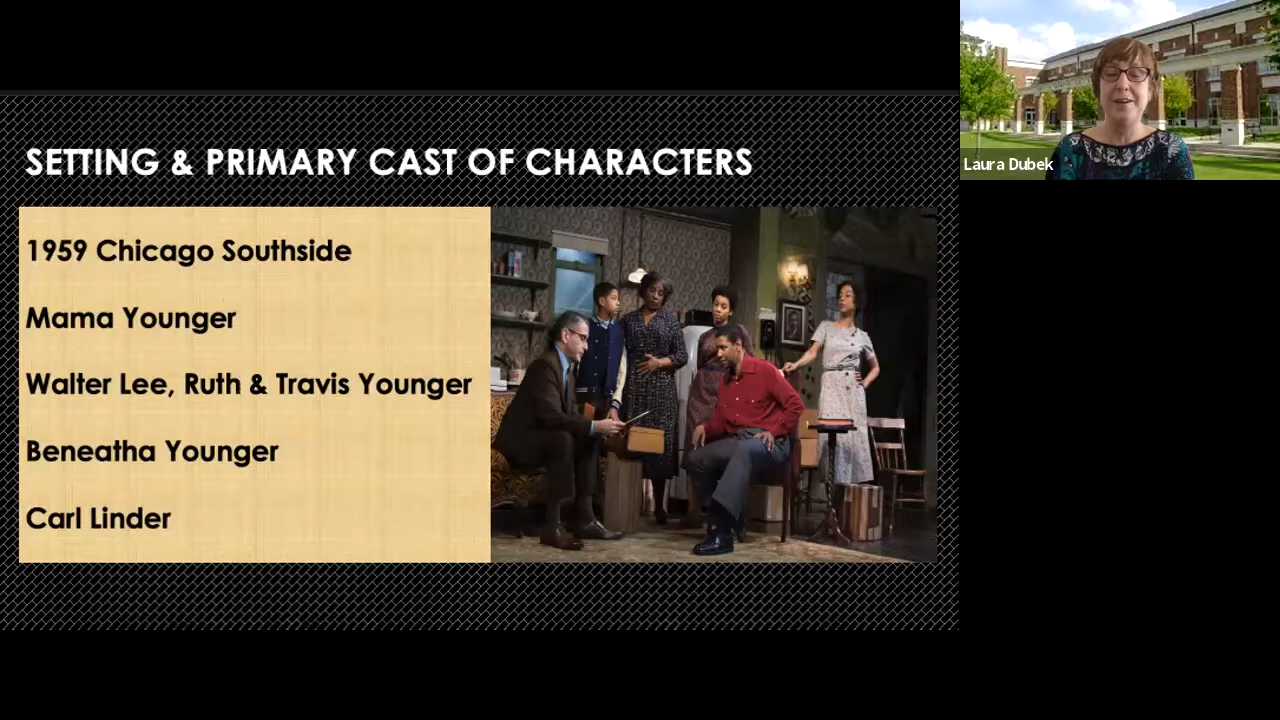 SETTING & PRIMARY CAST OF CHARACTERS
1959 Chicago Southside
Mama Younger
Walter Lee, Ruth & Travis Younger
Beneatha Younger
Carl Linder
Laura Dubek